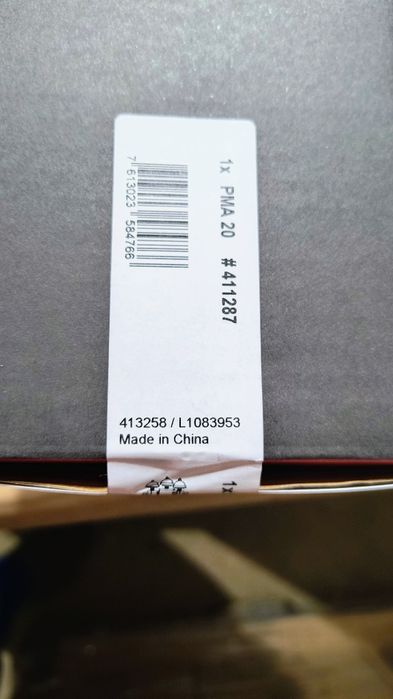 1x PMA 20 #411287
7 613023 584766
413258 / L1083953
Made in China
1x